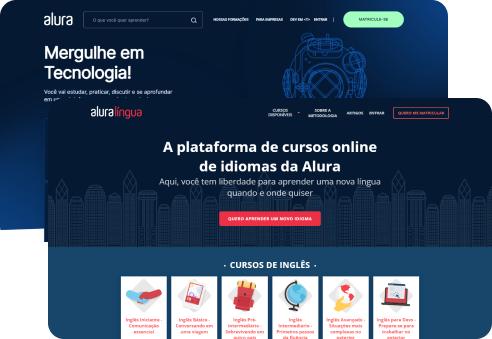 alura
O que você quer aprender?
NOSSAS FORMAÇÕES
PARA EMPRESAS
DEV EM <T>
ENTRAR
MATRICULE-SE
Mergulhe em
Tecnologia!
Você vai estudar, praticar, discutir e se aprofundar
aluralíngua
CURSOS
DISPONÍVEIS
SOBRE A
METODOLOGIA
ARTIGOS
ENTRAR
QUERO ME MATRICULAR
A plataforma de cursos online
de idiomas da Alura
Aqui, você tem liberdade para aprender uma nova língua
quando e onde quiser.
QUERO APRENDER UM NOVO IDIOMA
• CURSOS DE INGLÊS •
Inglês Iniciante -
Comunicação
essencial
Inglês Básico -
Conversando em
uma viagem
Inglês Pré-
intermediário -
Sobrevivendo em
outro país
Inglês
Intermediário -
Primeiros passos
da fluência
Inglês Avançado -
Situações mais
complexas no
exterior
Inglês para Devs -
Prepare-se para
trabalhar no
exterior